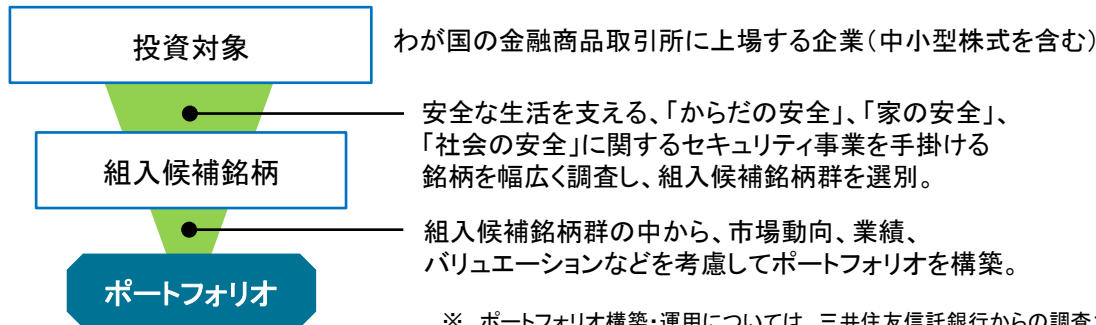 投資対象
わが国の金融商品取引所に上場する企業(中小型株式を含む)
安全な生活を支える、「からだの安全」、「家の安全」、
「社会の安全」に関するセキュリティ事業を手掛ける
銘柄を幅広く調査し、組入候補銘柄群を選別。
組入候補銘柄
組入候補銘柄群の中から、市場動向、業績、
バリュエーションなどを考慮してポートフォリオを構築。
ポートフォリオ
※ ポートフォリオ構築・運用については、三井住友信託銀行からの調査